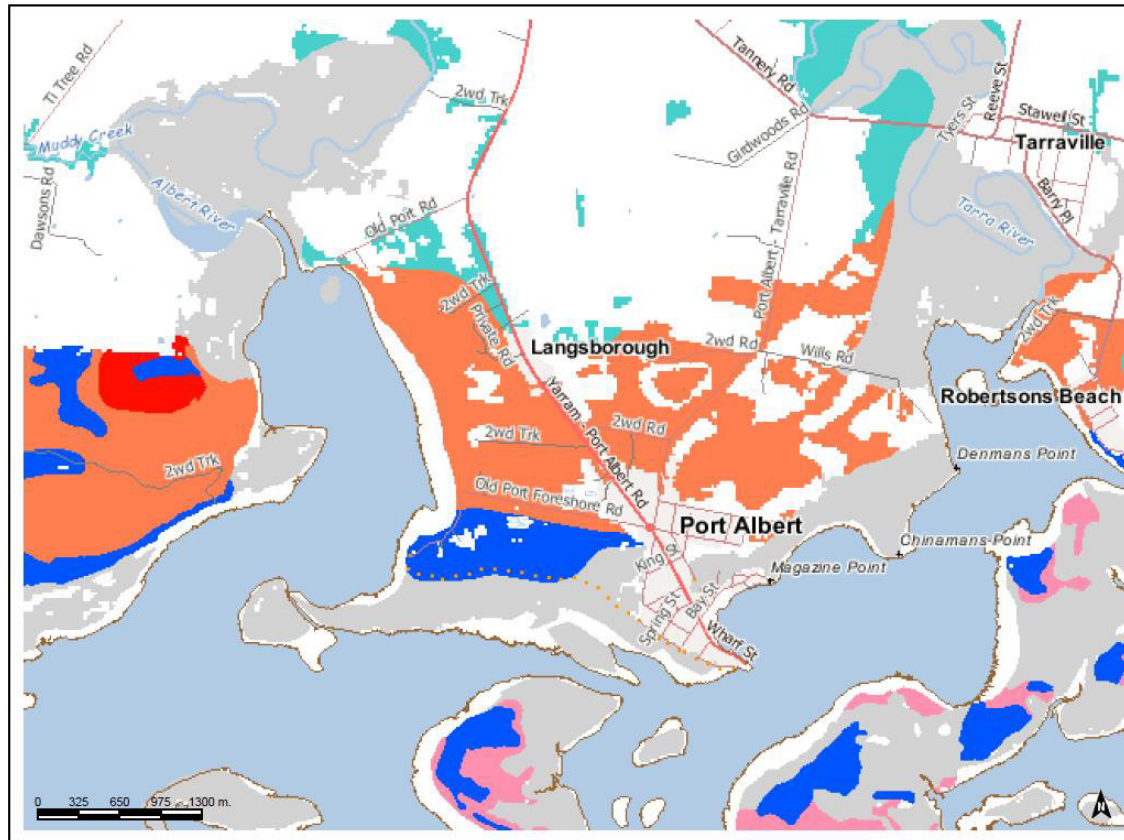 Ti Tree Rd
2wd Trk
Tannery Rd
Reeve St
Stawell St
Tyers St
Girdwoods Rd
Tarraville
Muddy Creek
Barry Pl
Dawsons Rd
Albert River
Old Port Rd
Port Albert - Tarraville Rd
Tarra River
2wd Trk
Private Rd
2wd Trk
Langsborough
2wd Rd
Wills Rd
Yarram - Port Albert Rd
Robertsons Beach
2wd Trk
2wd Rd
2wd Trk
Denmans Point
Old Port Foreshore Rd
Port Albert
Chinamans Point
King St
Magazine Point
Bay St
Spring St
Wharf St
0 325 650 975 1300 m.
N